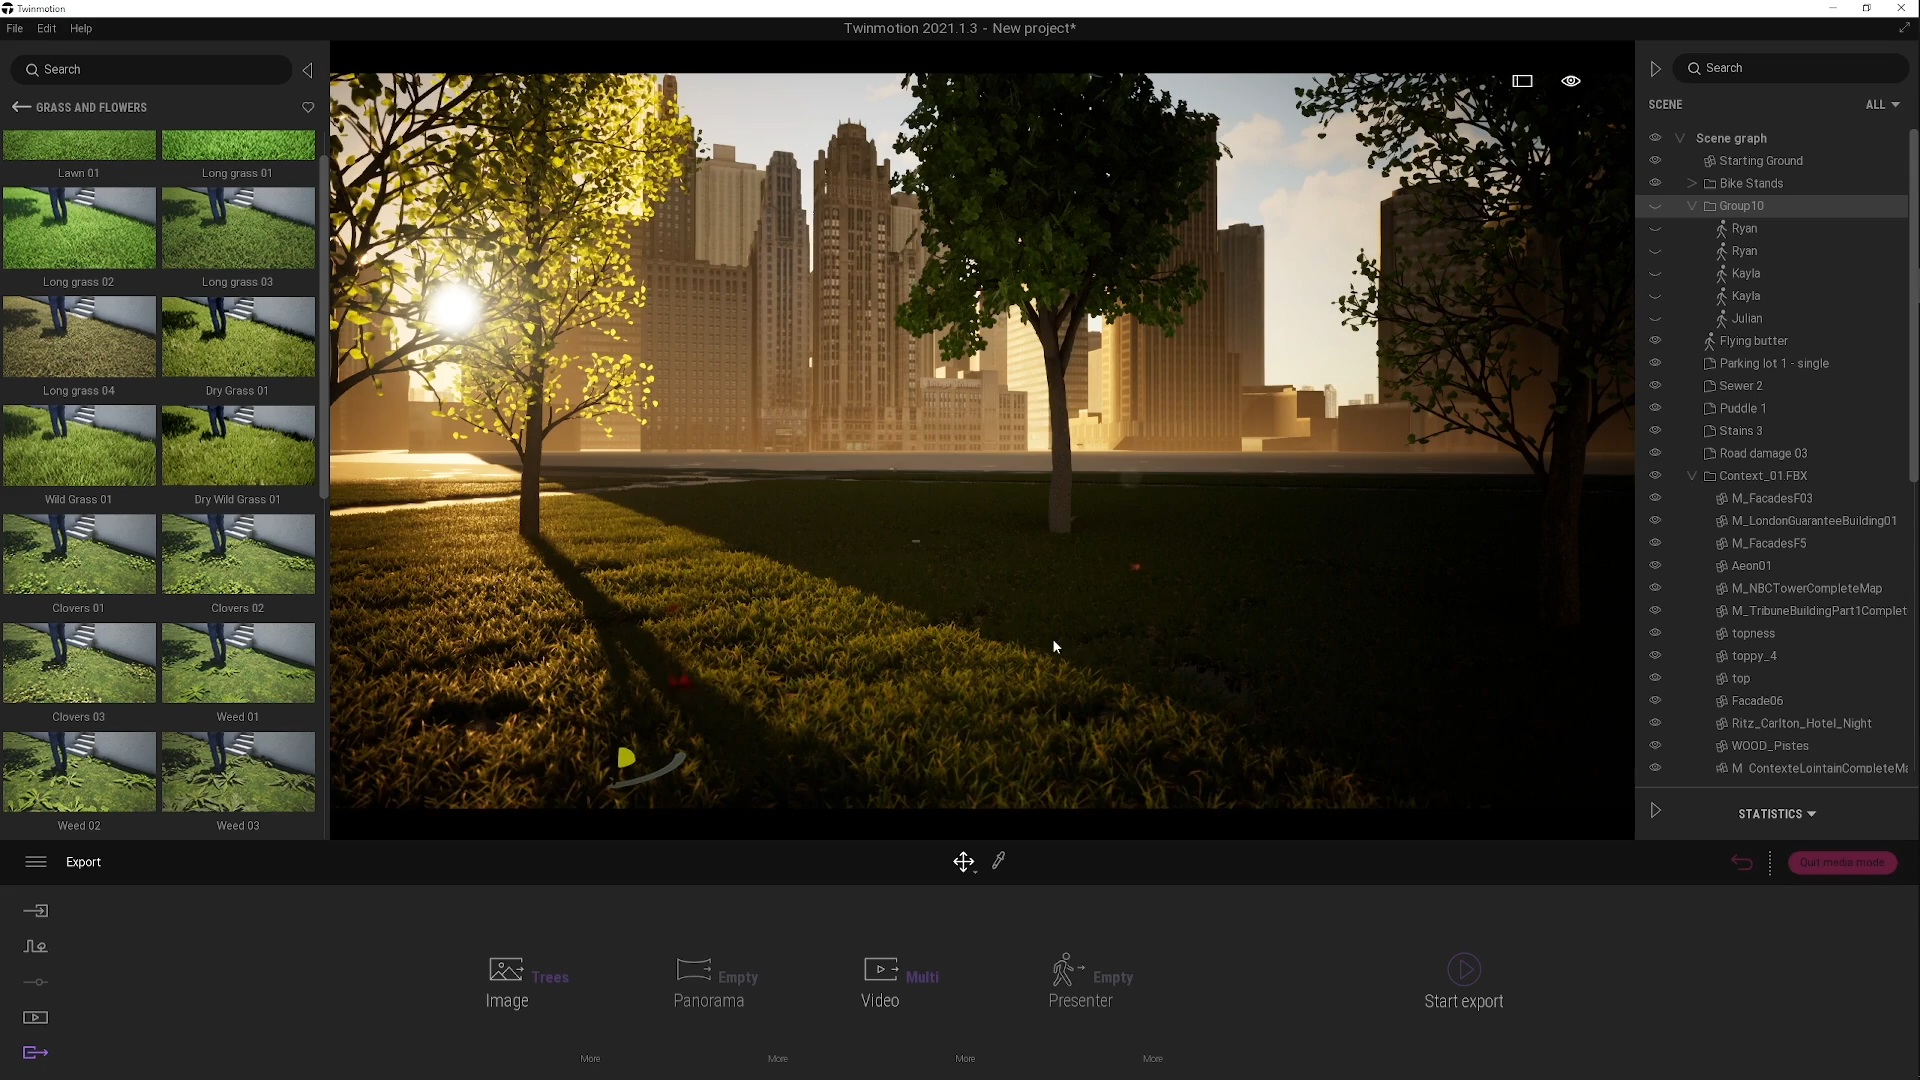 Twinmotion
File Edit Help
Twinmotion 2021.1.3 - New project*
Search
GRASS AND FLOWERS
Lawn 01
Long grass 01
Long grass 02
Long grass 03
Long grass 04
Dry Grass 01
Wild Grass 01
Dry Wild Grass 01
Clovers 01
Clovers 02
Clovers 03
Weed 01
Weed 02
Weed 03
Search
SCENE
ALL
Scene graph
Starting Ground
Bike Stands
Group10
Ryan
Ryan
Kayla
Kayla
Julian
Flying butter
Parking lot 1 - single
Sewer 2
Puddle 1
Stains 3
Road damage 03
Context_01.FBX
M_FacadesF03
M_LondonGuaranteeBuilding01
M_FacadesF5
Aeon01
M_NBCTowerCompleteMap
M_TribuneBuildingPart1Complet
topness
toppy_4
top
Facade06
Ritz_Carlton_Hotel_Night
WOOD_Pistes
M_ContexteLointainCompleteMa
STATISTICS
Export
Quit media mode
Trees
Image
More
Empty
Panorama
More
Multi
Video
More
Empty
Presenter
More
Start export